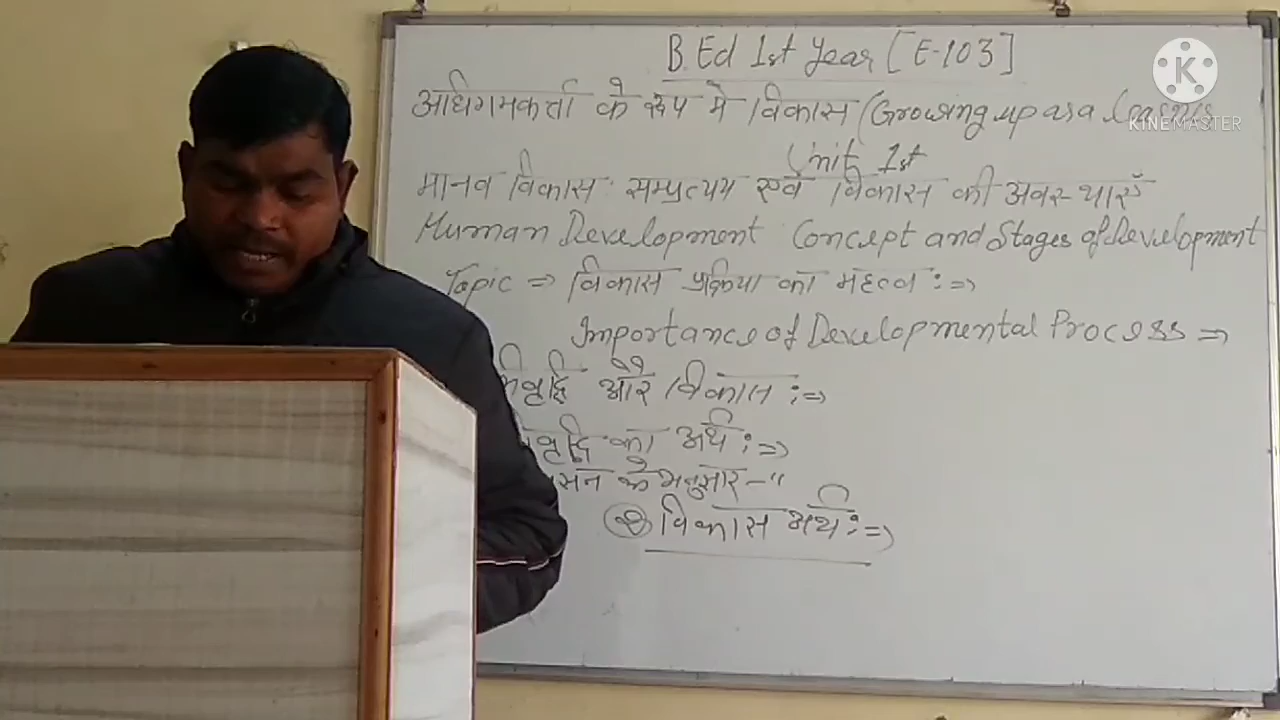 B.Ed 1st Year [E-103]
अधिगमकर्त्ता के रूप मे विकास (Growing up as a
KINEMASTER
Unit 1st
मानव विकास : सम्प्रत्यय एवं विकास की अवस्थाएँ
Human Development Concept and Stages of Development
Topic => विकास प्रक्रिया का महत्व :=>
Importance of Developmental Process =>
और विकास :=>
का अर्थ :=>
के अनुसार - "
विकास अर्थ :=>